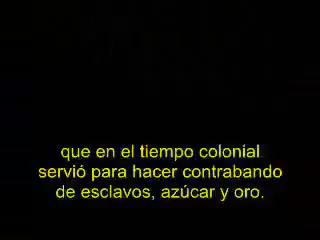 que en el tiempo colonial
servió para hacer contrabando
de esclavos, azúcar y oro.